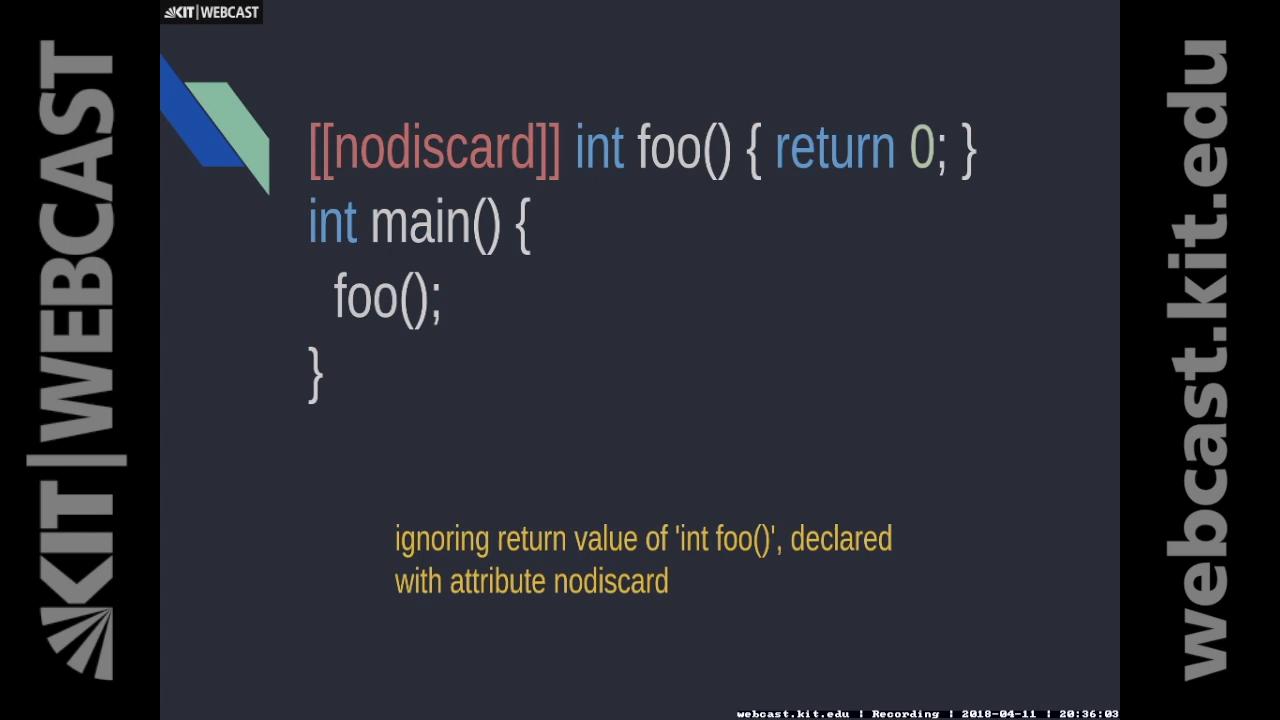 KIT|WEBCAST
KIT|WEBCAST
[[nodiscard]] int foo() { return 0; }
int main() {
foo();
}
ignoring return value of 'int foo()', declared
with attribute nodiscard
webcast.kit.edu
webcast.kit.edu | Recording | 2018-04-11 | 20:36:03